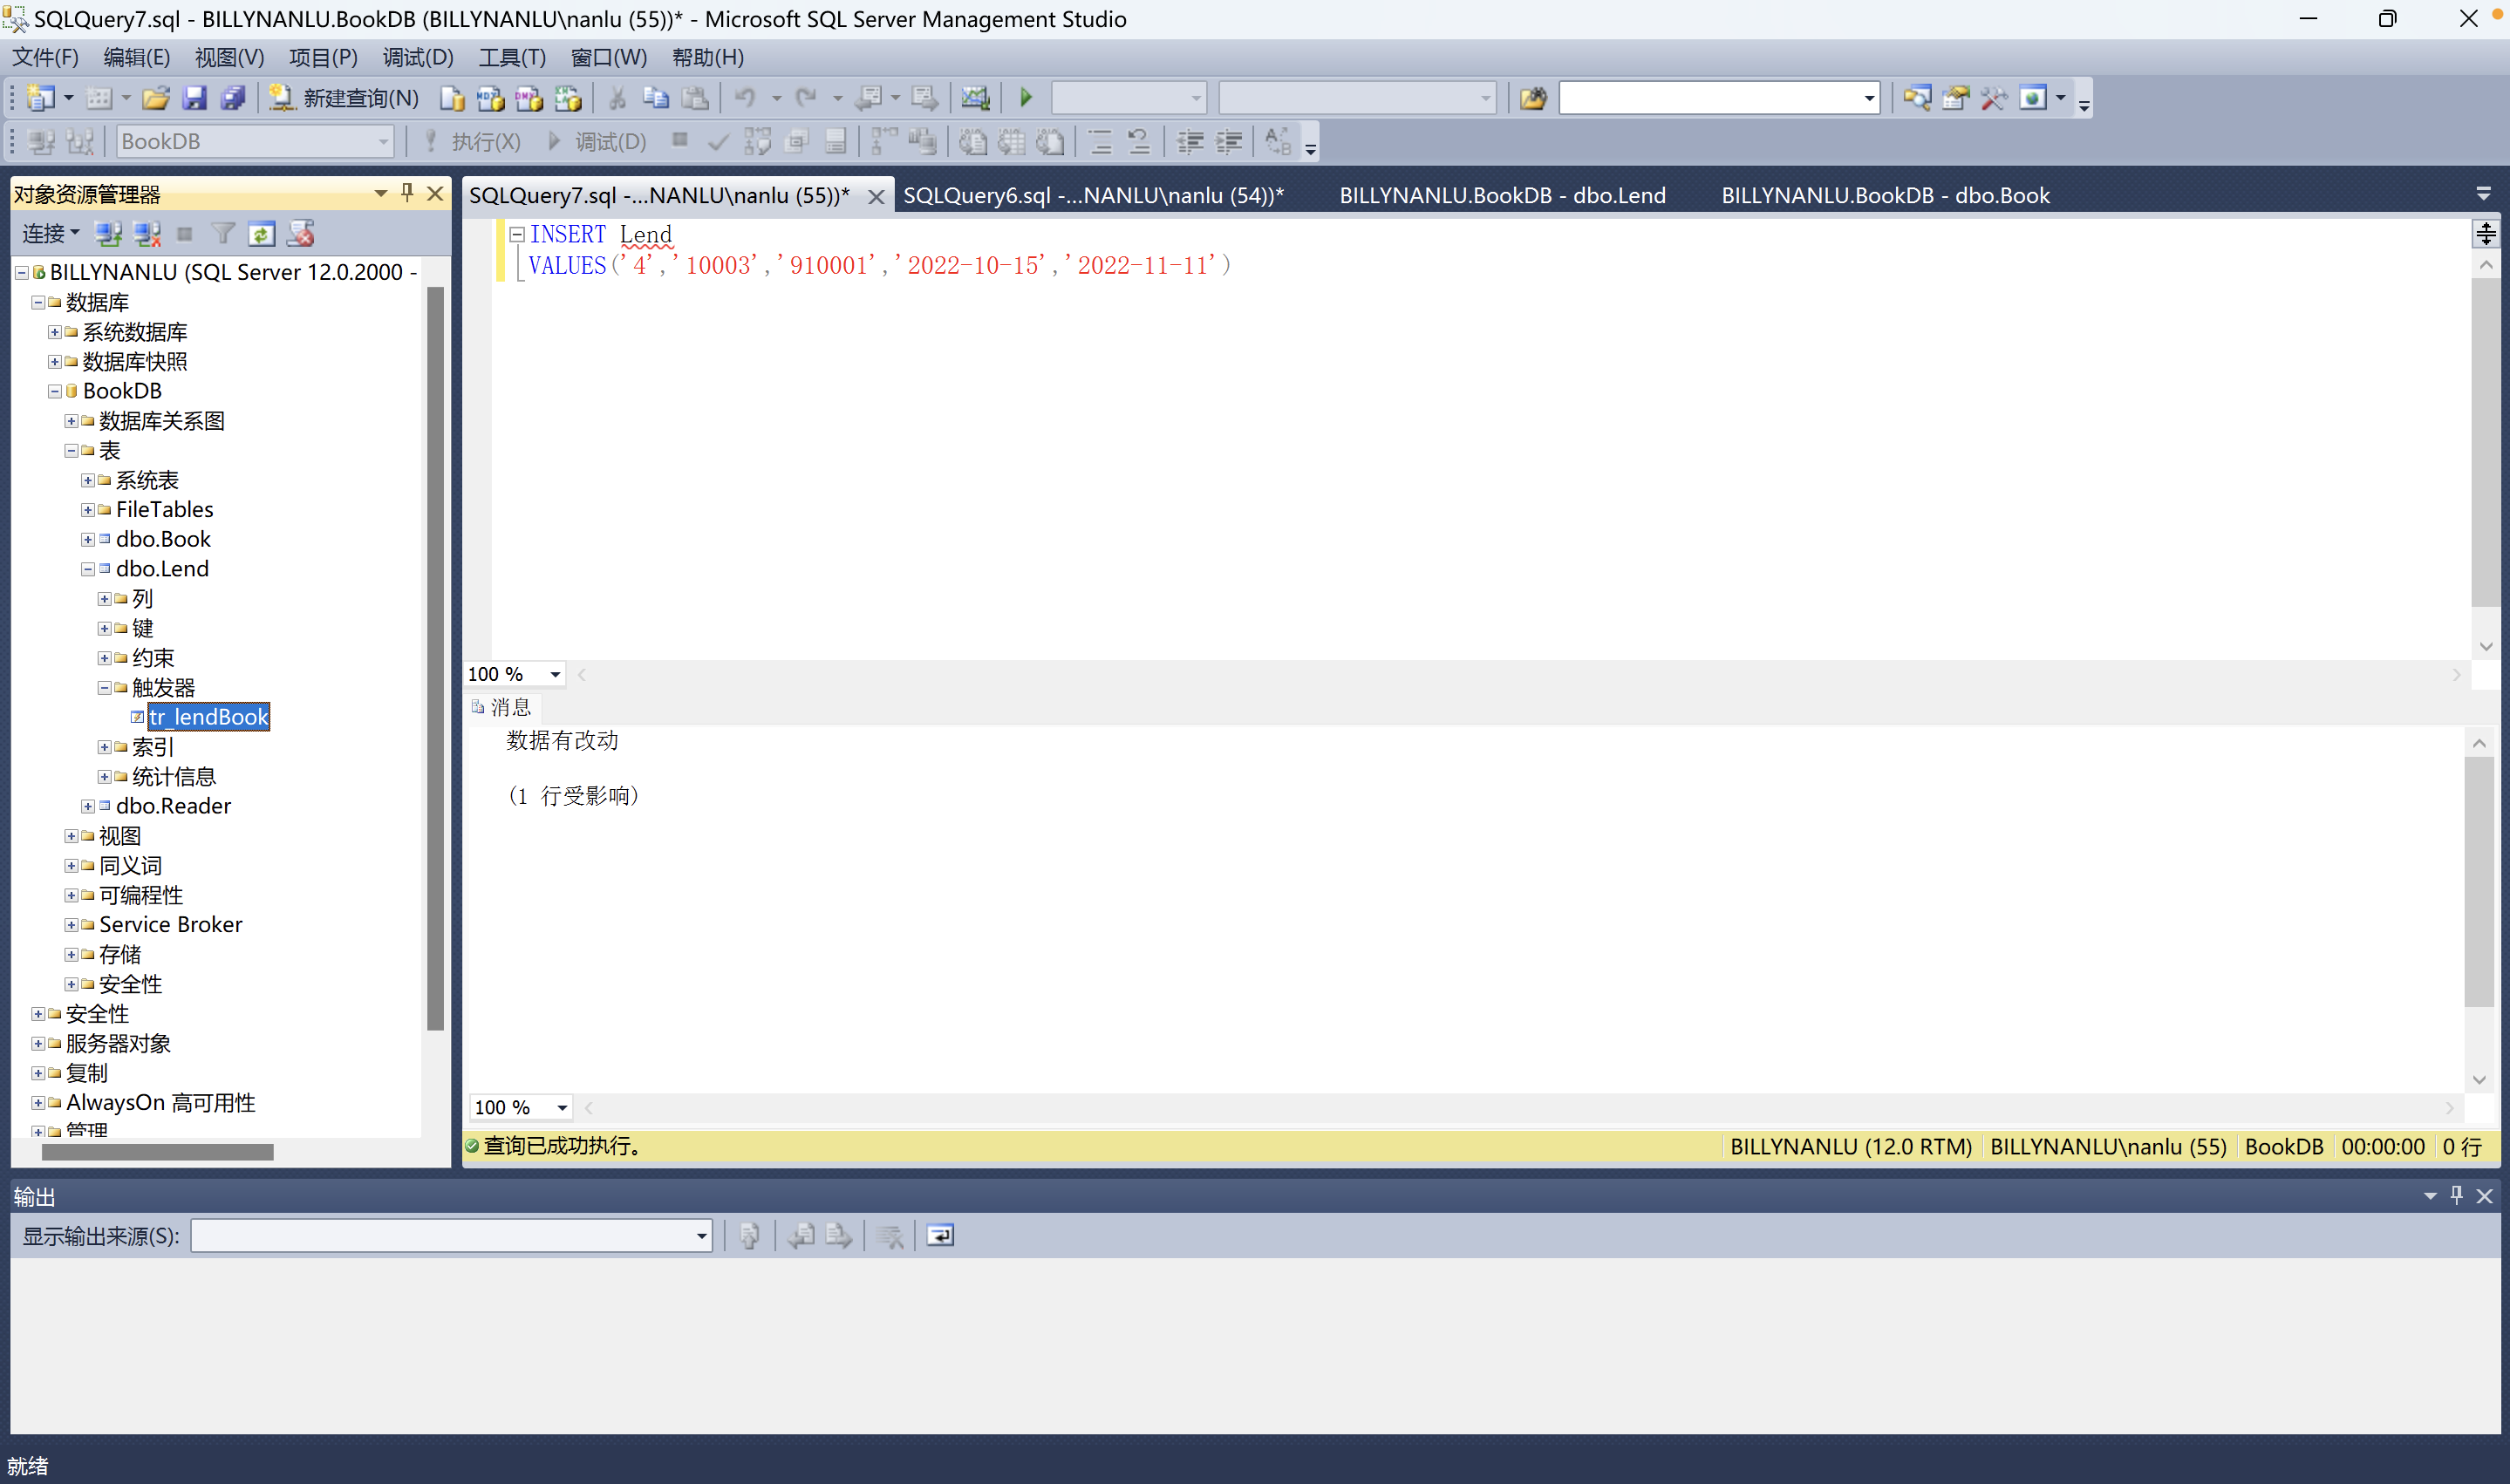 SQLQuery7.sql - BILLYNANLU.BookDB (BILLYNANLU\nanlu (55))* - Microsoft SQL Server Management Studio
文件(F) 编辑(E) 视图(V) 项目(P) 调试(D) 工具(T) 窗口(W) 帮助(H)
新建查询(N)
BookDB 执行(X) 调试(D)
对象资源管理器
连接
BILLYNANLU (SQL Server 12.0.2000 -
数据库
系统数据库
数据库快照
BookDB
数据库关系图
表
系统表
FileTables
dbo.Book
dbo.Lend
列
键
约束
触发器
tr_lendBook
索引
统计信息
dbo.Reader
视图
同义词
可编程性
Service Broker
存储
安全性
安全性
服务器对象
复制
AlwaysOn 高可用性
管理
SQLQuery7.sql -...NANLU\nanlu (55))* SQLQuery6.sql -...NANLU\nanlu (54))* BILLYNANLU.BookDB - dbo.Lend BILLYNANLU.BookDB - dbo.Book
INSERT Lend
VALUES('4','10003','910001','2022-10-15','2022-11-11')
100 %
消息
数据有改动
(1 行受影响)
100 %
查询已成功执行。 BILLYNANLU (12.0 RTM) BILLYNANLU\nanlu (55) BookDB 00:00:00 0 行
输出
显示输出来源(S):
就绪